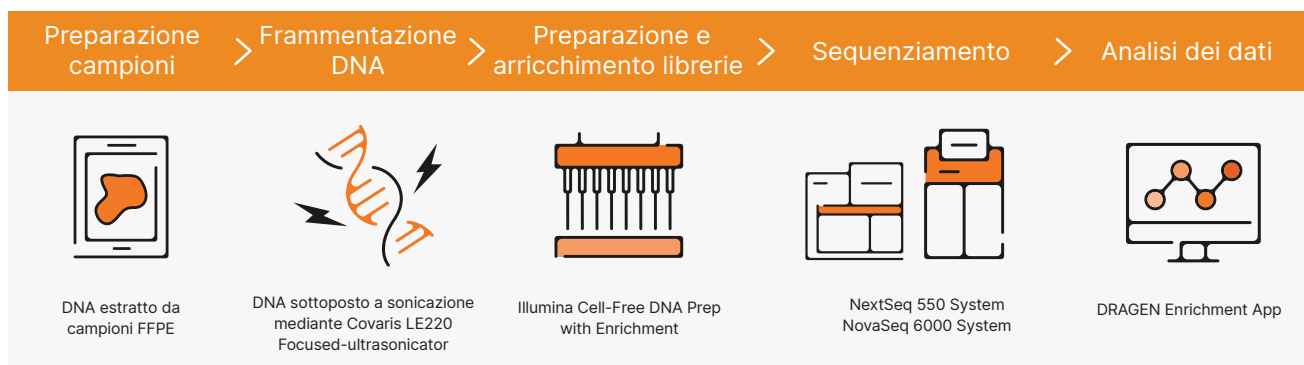 Preparazione
campioni
Frammentazione
DNA
Preparazione e
arricchimento librerie
Sequenziamento
Analisi dei dati
DNA estratto da
campioni FFPE
DNA sottoposto a sonicazione
mediante Covaris LE220
Focused-ultrasonicator
Illumina Cell-Free DNA Prep
with Enrichment
NextSeq 550 System
NovaSeq 6000 System
DRAGEN Enrichment App